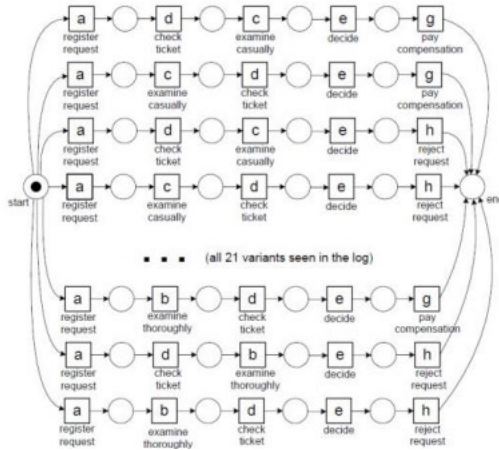 a d c e g
register request check ticket examine casually decide pay compensation
a c d e g
register request examine casually check ticket decide pay compensation
a d c e h
register request check ticket examine casually decide reject request
start a c d e h en
register request examine casually check ticket decide reject request
... (all 21 variants seen in the log)
a b d e g
register request examine thoroughly check ticket decide pay compensation
a d b e h
register request check ticket examine thoroughly decide reject request
a b d e h
register request examine thoroughly check ticket decide reject request